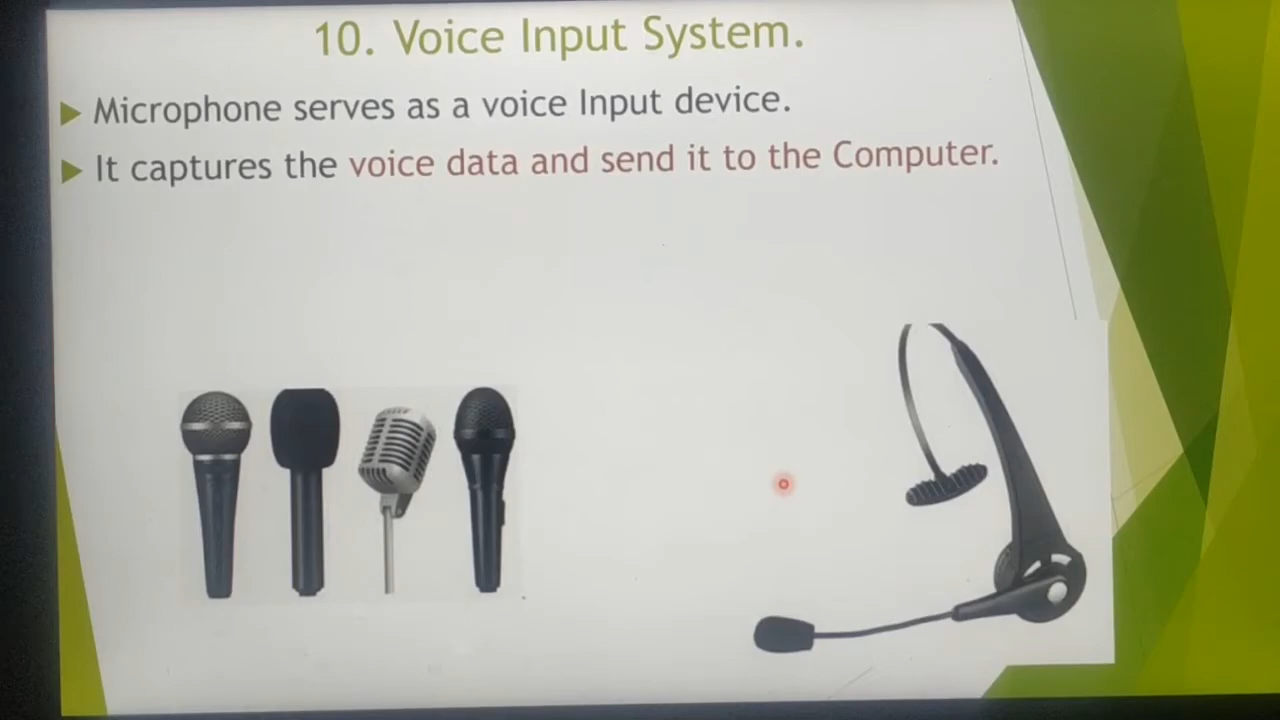 10. Voice Input System.
Microphone serves as a voice Input device.
It captures the voice data and send it to the Computer.